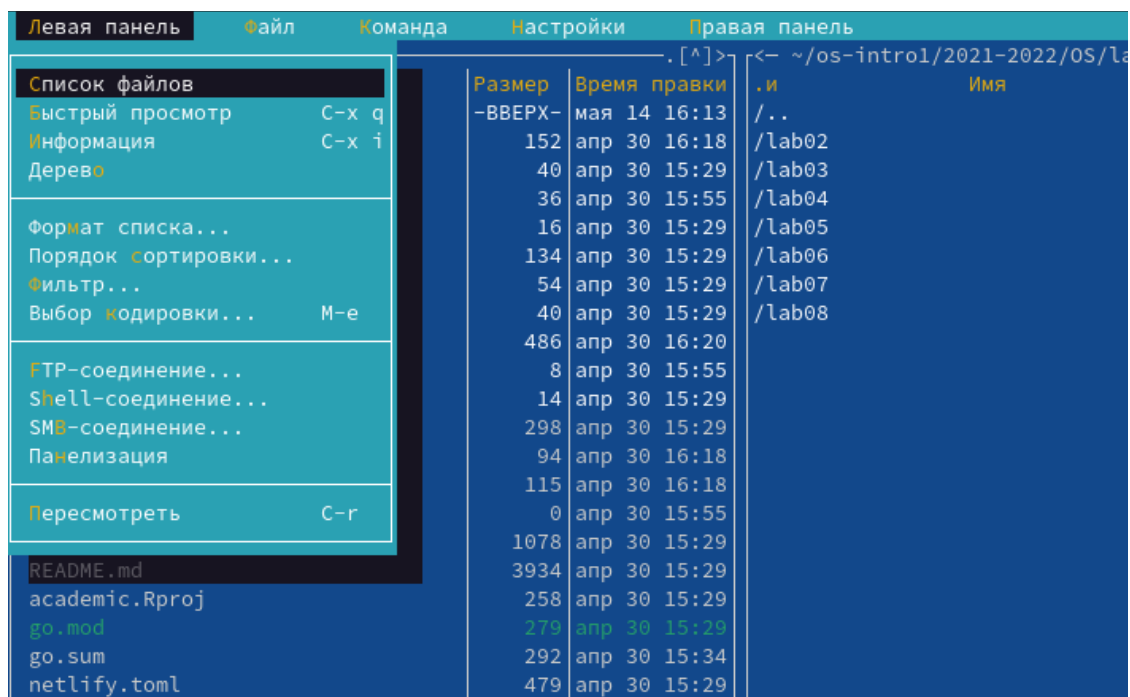 Левая панель Файл Команда Настройки Правая панель
.[^]> <— ~/os-intro1/2021-2022/OS/la
Список файлов Размер Время правки .и Имя
Быстрый просмотр C-x q -ВВЕРХ- мая 14 16:13 /..
Информация C-x i 152 апр 30 16:18 /lab02
Дерево 40 апр 30 15:29 /lab03
36 апр 30 15:55 /lab04
Формат списка... 16 апр 30 15:29 /lab05
Порядок сортировки... 134 апр 30 15:29 /lab06
Фильтр... 54 апр 30 15:29 /lab07
Выбор кодировки... M-e 40 апр 30 15:29 /lab08
486 апр 30 16:20
FTP-соединение... 8 апр 30 15:55
Shell-соединение... 14 апр 30 15:29
SMB-соединение... 298 апр 30 15:29
Панелизация 94 апр 30 16:18
115 апр 30 16:18
Пересмотреть C-r 0 апр 30 15:55
1078 апр 30 15:29
README.md 3934 апр 30 15:29
academic.Rproj 258 апр 30 15:29
go.mod 279 апр 30 15:29
go.sum 292 апр 30 15:34
netlify.toml 479 апр 30 15:29